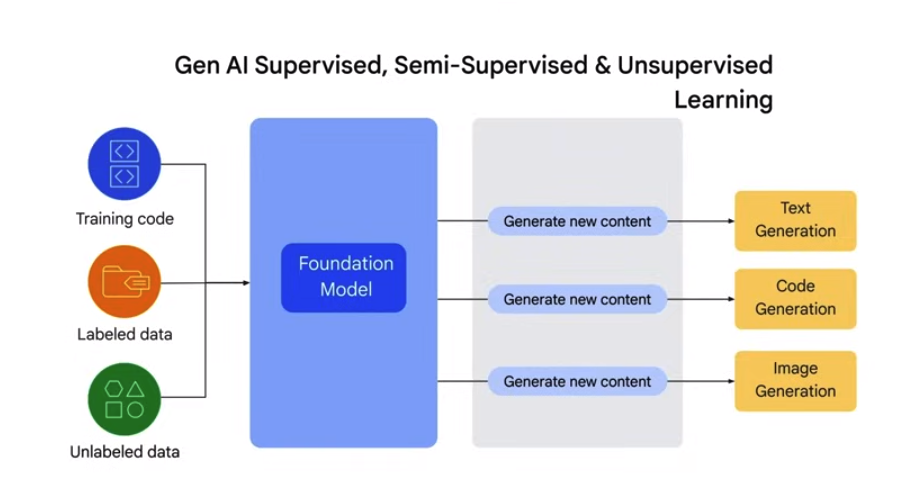 Gen AI Supervised, Semi-Supervised & Unsupervised
Learning
Training code
Labeled data
Unlabeled data
Foundation
Model
Generate new content
Generate new content
Generate new content
Text
Generation
Code
Generation
Image
Generation